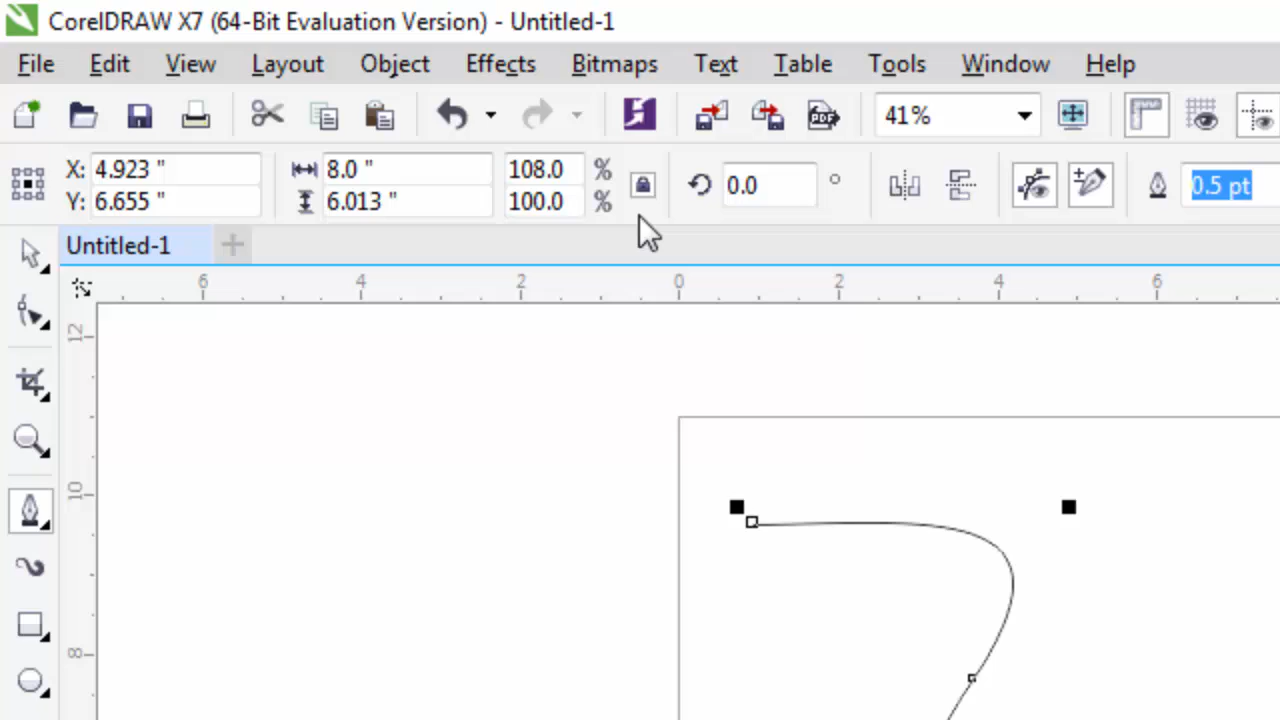 CorelDRAW X7 (64-Bit Evaluation Version) - Untitled-1
File Edit View Layout Object Effects Bitmaps Text Table Tools Window Help
PDF 41%
X: 4.923 " 8.0 " 108.0 % 0.0 ° 0.5 pt
Y: 6.655 " 6.013 " 100.0 %
Untitled-1
6 4 2 0 2 4 6
12
10
8